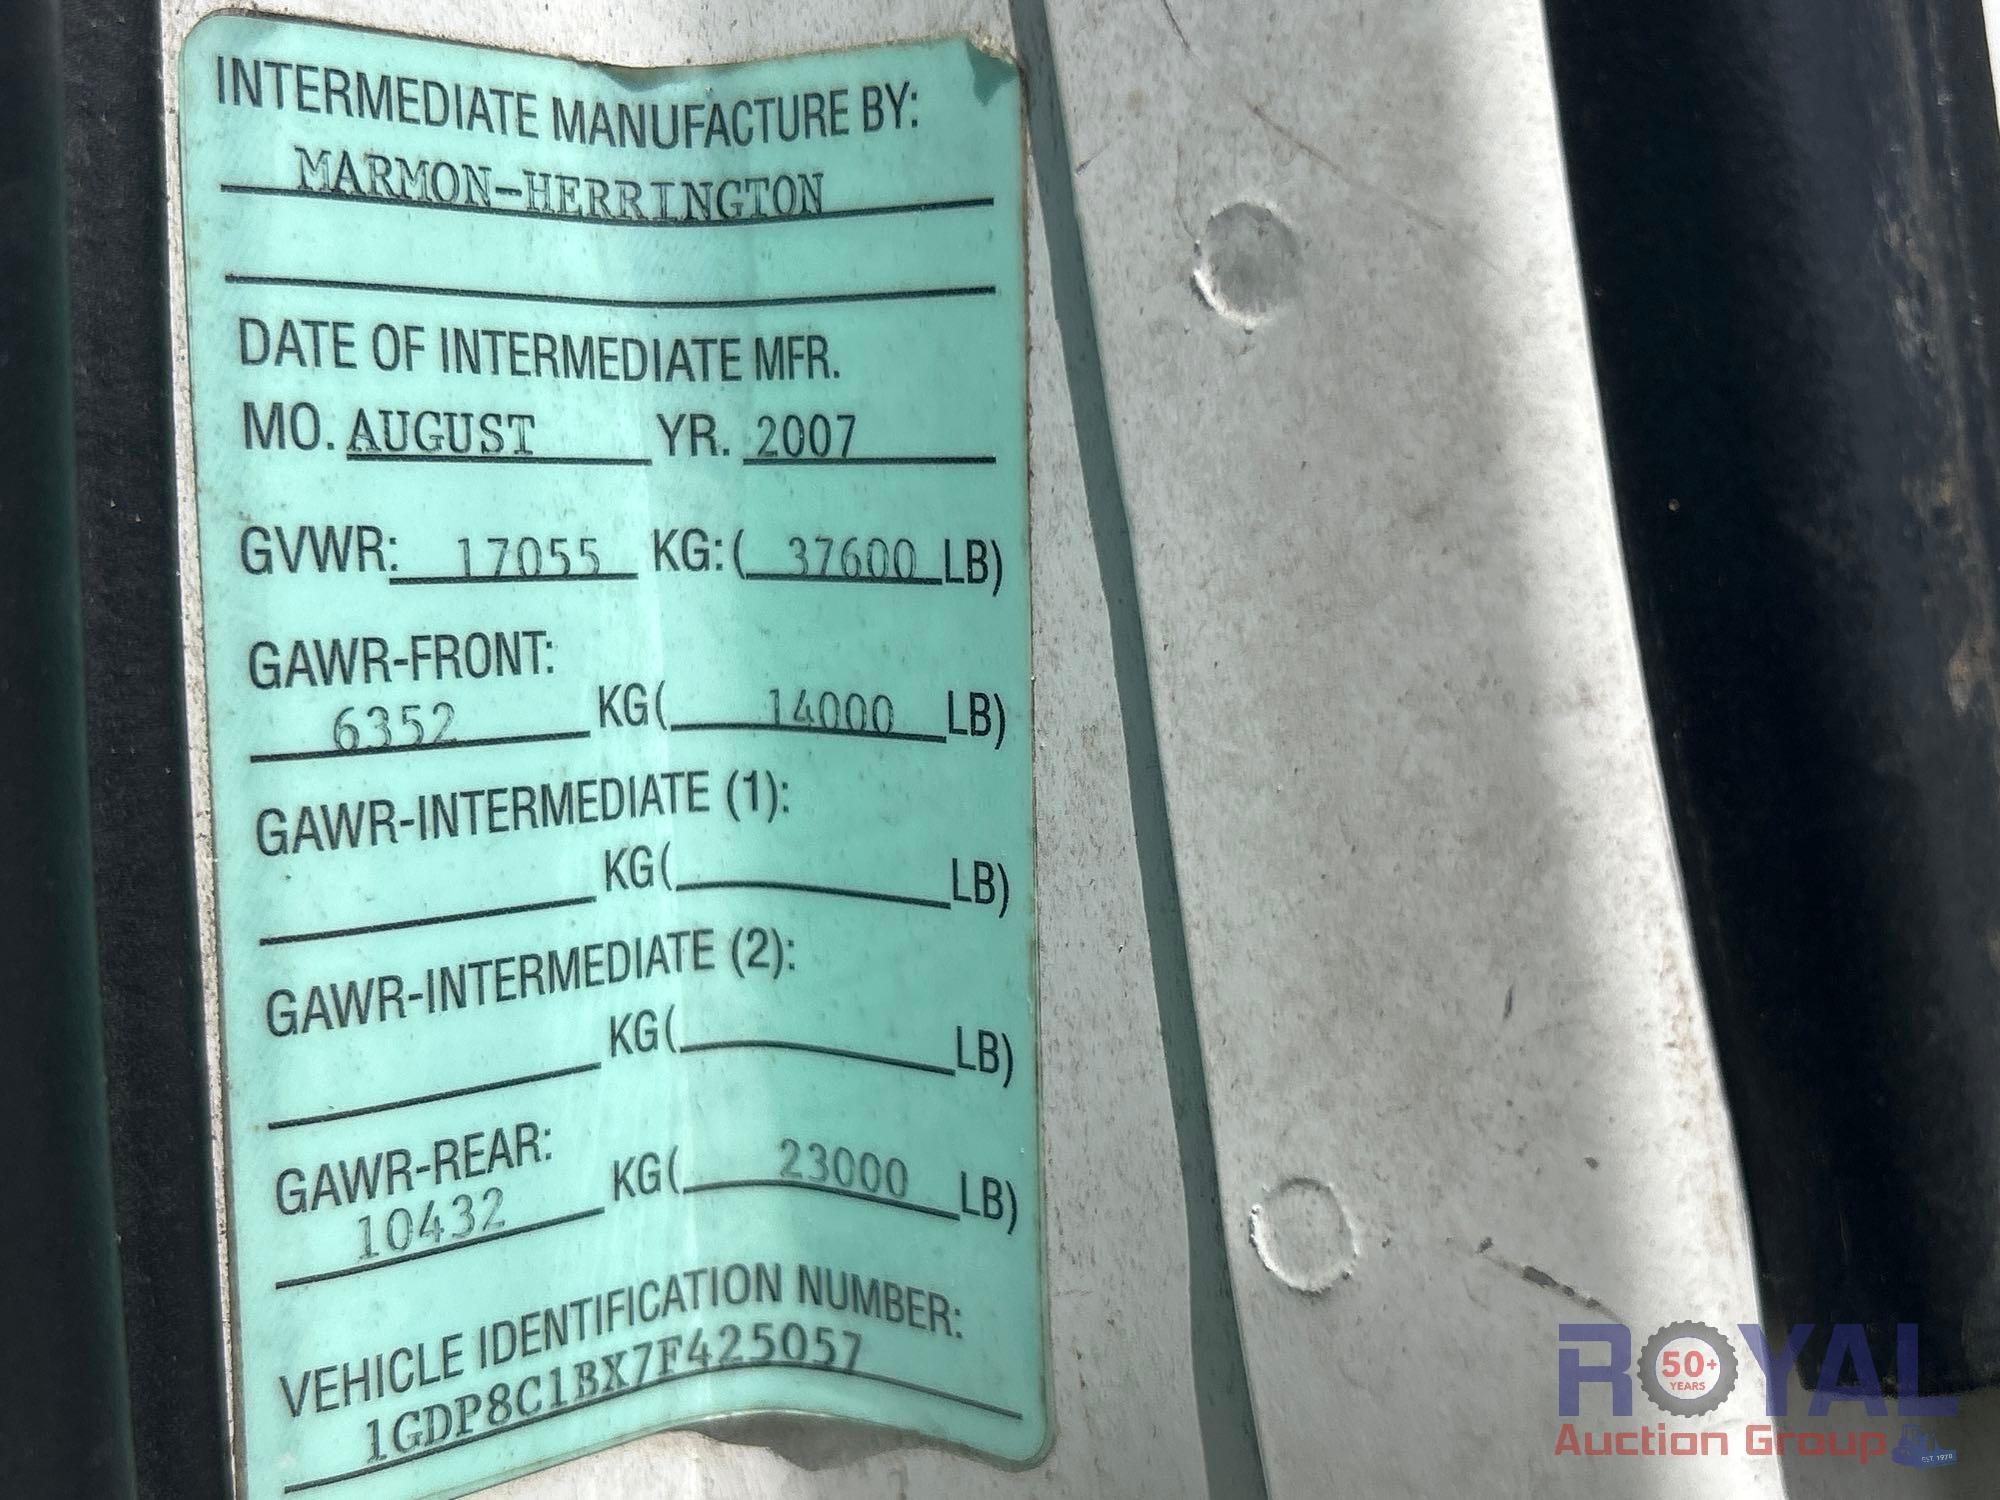 INTERMEDIATE MANUFACTURE BY:
MARMON-HERRINGTON
DATE OF INTERMEDIATE MFR.
MO. AUGUST YR. 2007
GVWR: 17055 KG: ( 37600 LB)
GAWR-FRONT:
6352 KG( 14000 LB)
GAWR-INTERMEDIATE (1):
KG( LB)
GAWR-INTERMEDIATE (2):
KG( LB)
GAWR-REAR:
10432 KG( 23000 LB)
VEHICLE IDENTIFICATION NUMBER:
1GDP8C1BX7F425057
ROYAL
50+
YEARS
Auction Group
EST. 1970